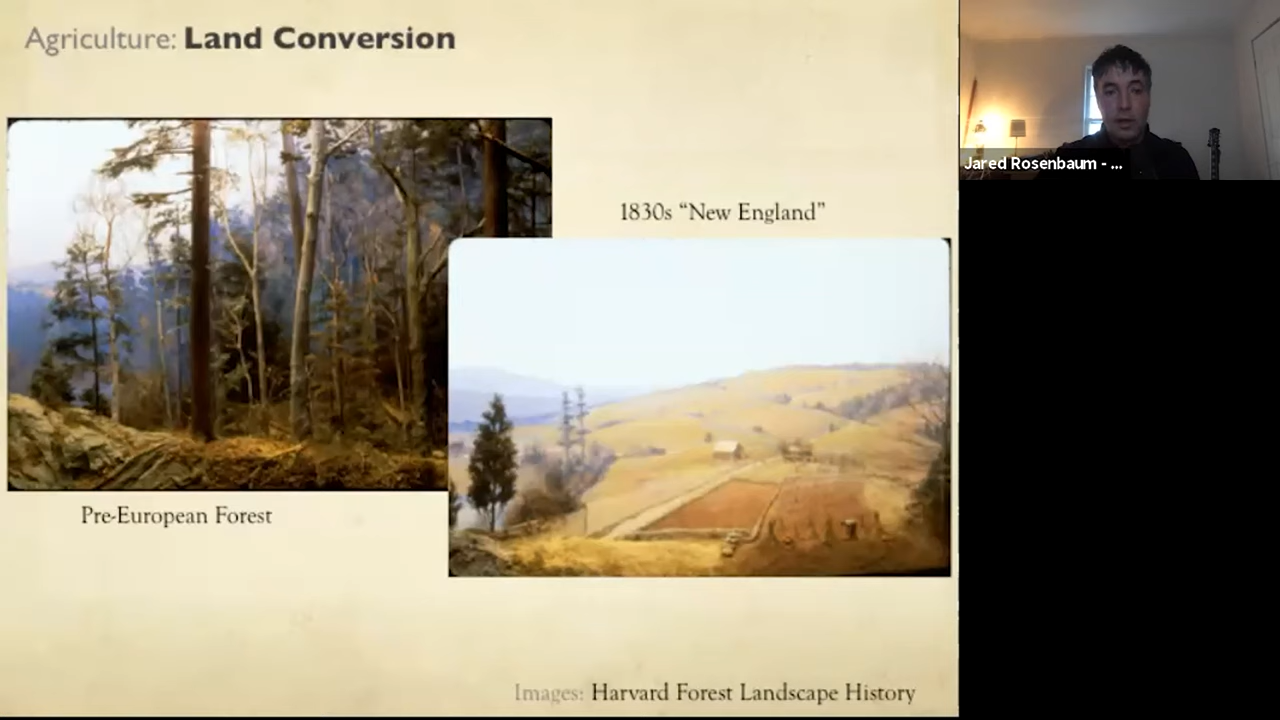 Agriculture: Land Conversion
Jared Rosenbaum - ...
1830s “New England”
Pre-European Forest
Images: Harvard Forest Landscape History